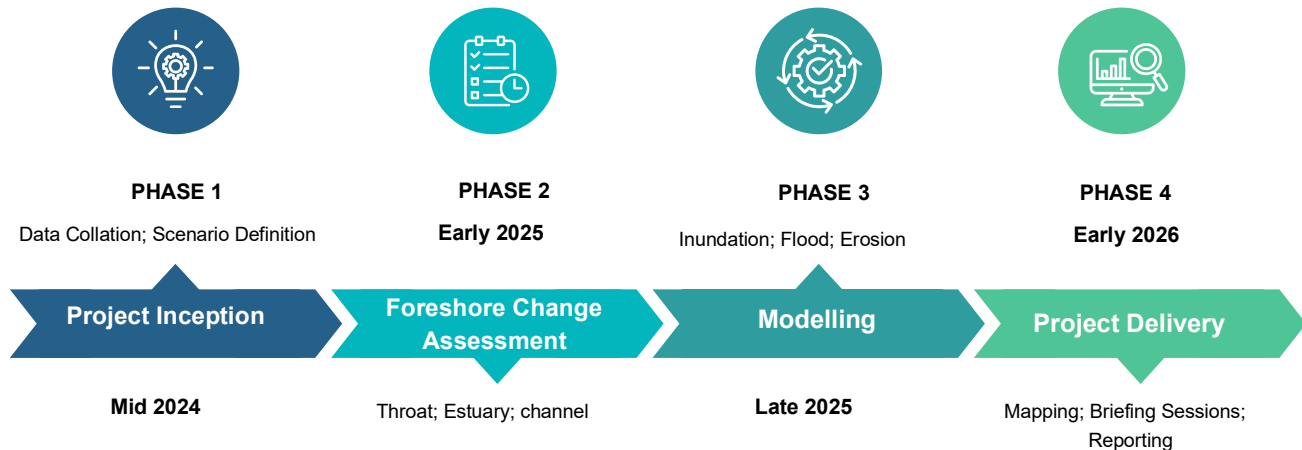 PHASE 1
Data Collation; Scenario Definition
Project Inception
Mid 2024
PHASE 2
Early 2025
Foreshore Change
Assessment
Throat; Estuary; channel
PHASE 3
Inundation; Flood; Erosion
Modelling
Late 2025
PHASE 4
Early 2026
Project Delivery
Mapping; Briefing Sessions;
Reporting